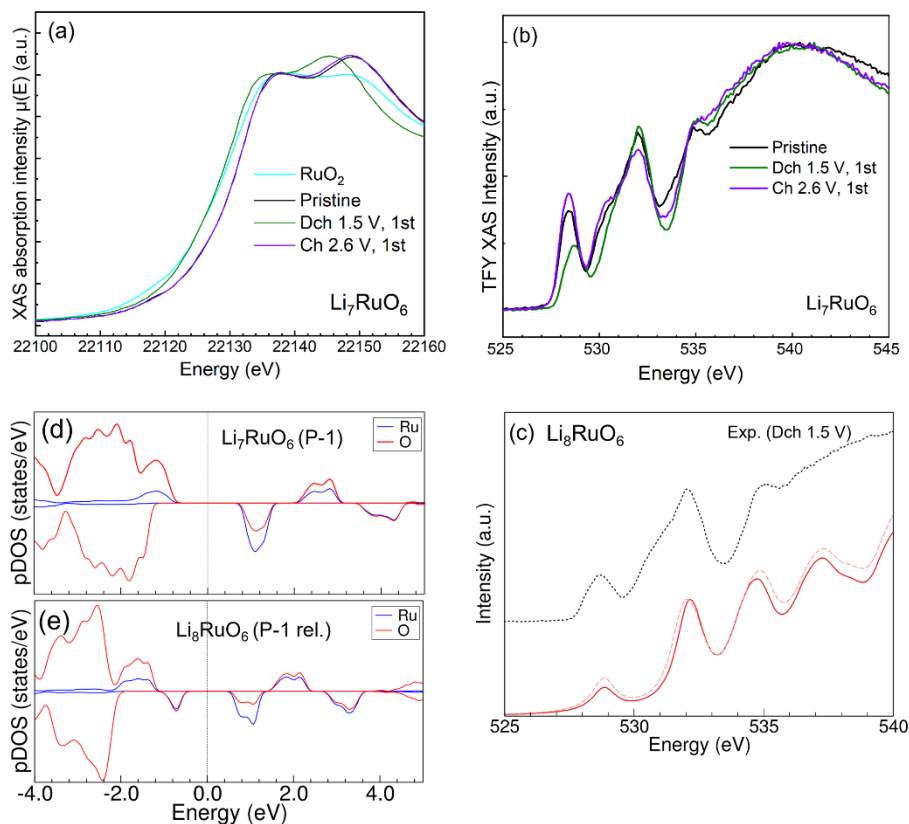 (a)
XAS absorption intensity μ(E) (a.u.)
RuO2
Pristine
Dch 1.5 V, 1st
Ch 2.6 V, 1st
Li7RuO6
22100 22110 22120 22130 22140 22150 22160
Energy (eV)
(b)
TFY XAS Intensity (a.u.)
Pristine
Dch 1.5 V, 1st
Ch 2.6 V, 1st
Li7RuO6
525 530 535 540 545
Energy (eV)
(d)
Li7RuO6 (P-1)
Ru
O
pDOS (states/eV)
(e)
Li8RuO6 (P-1 rel.)
Ru
O
pDOS (states/eV)
-4.0 -2.0 0.0 2.0 4.0
Energy (eV)
(c) Li8RuO6
Exp. (Dch 1.5 V)
Intensity (a.u.)
525 530 535 540
Energy (eV)